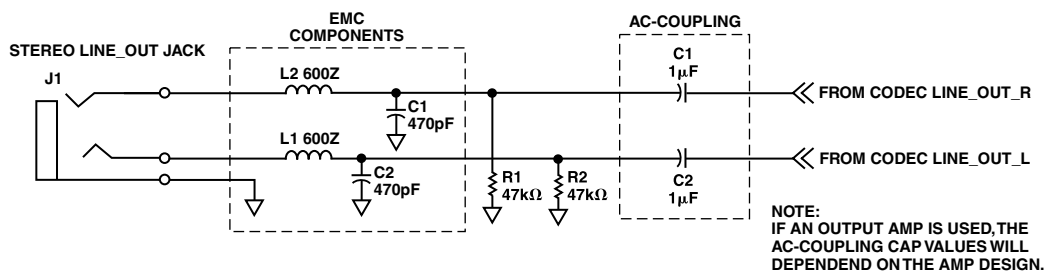 EMC
COMPONENTS
AC-COUPLING
STEREO LINE_OUT JACK
J1
L2 600Z
C1
1µF
FROM CODEC LINE_OUT_R
C1
470pF
L1 600Z
FROM CODEC LINE_OUT_L
C2
470pF
R1
47kΩ
R2
47kΩ
C2
1µF
NOTE:
IF AN OUTPUT AMP IS USED, THE
AC-COUPLING CAP VALUES WILL
DEPENDEND ON THE AMP DESIGN.